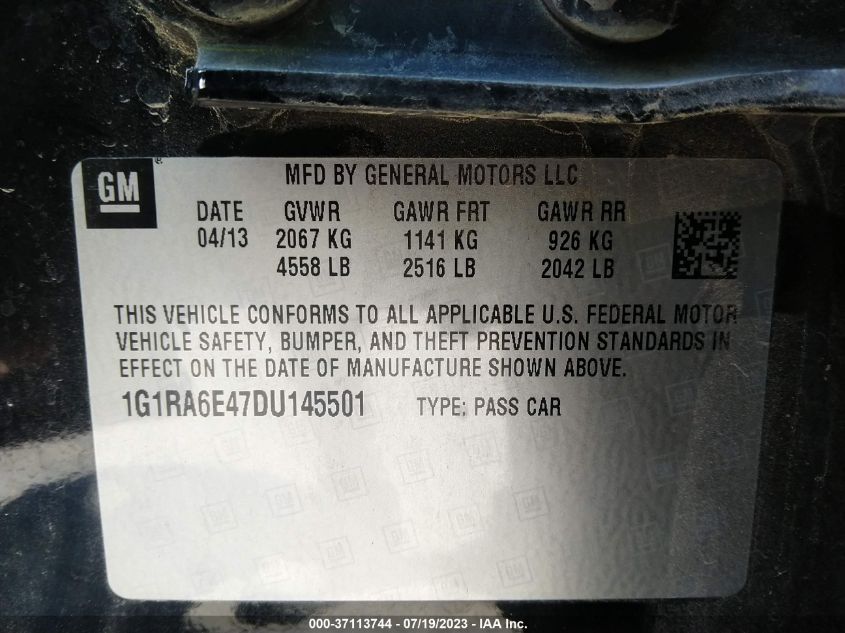 GM ® MFD BY GENERAL MOTORS LLC
DATE GVWR GAWR FRT GAWR RR
04/13 2067 KG 1141 KG 926 KG
4558 LB 2516 LB 2042 LB
THIS VEHICLE CONFORMS TO ALL APPLICABLE U.S. FEDERAL MOTOR
VEHICLE SAFETY, BUMPER, AND THEFT PREVENTION STANDARDS IN
EFFECT ON THE DATE OF MANUFACTURE SHOWN ABOVE.
1G1RA6E47DU145501 TYPE: PASS CAR
000-37113744 - 07/19/2023 - IAA Inc.